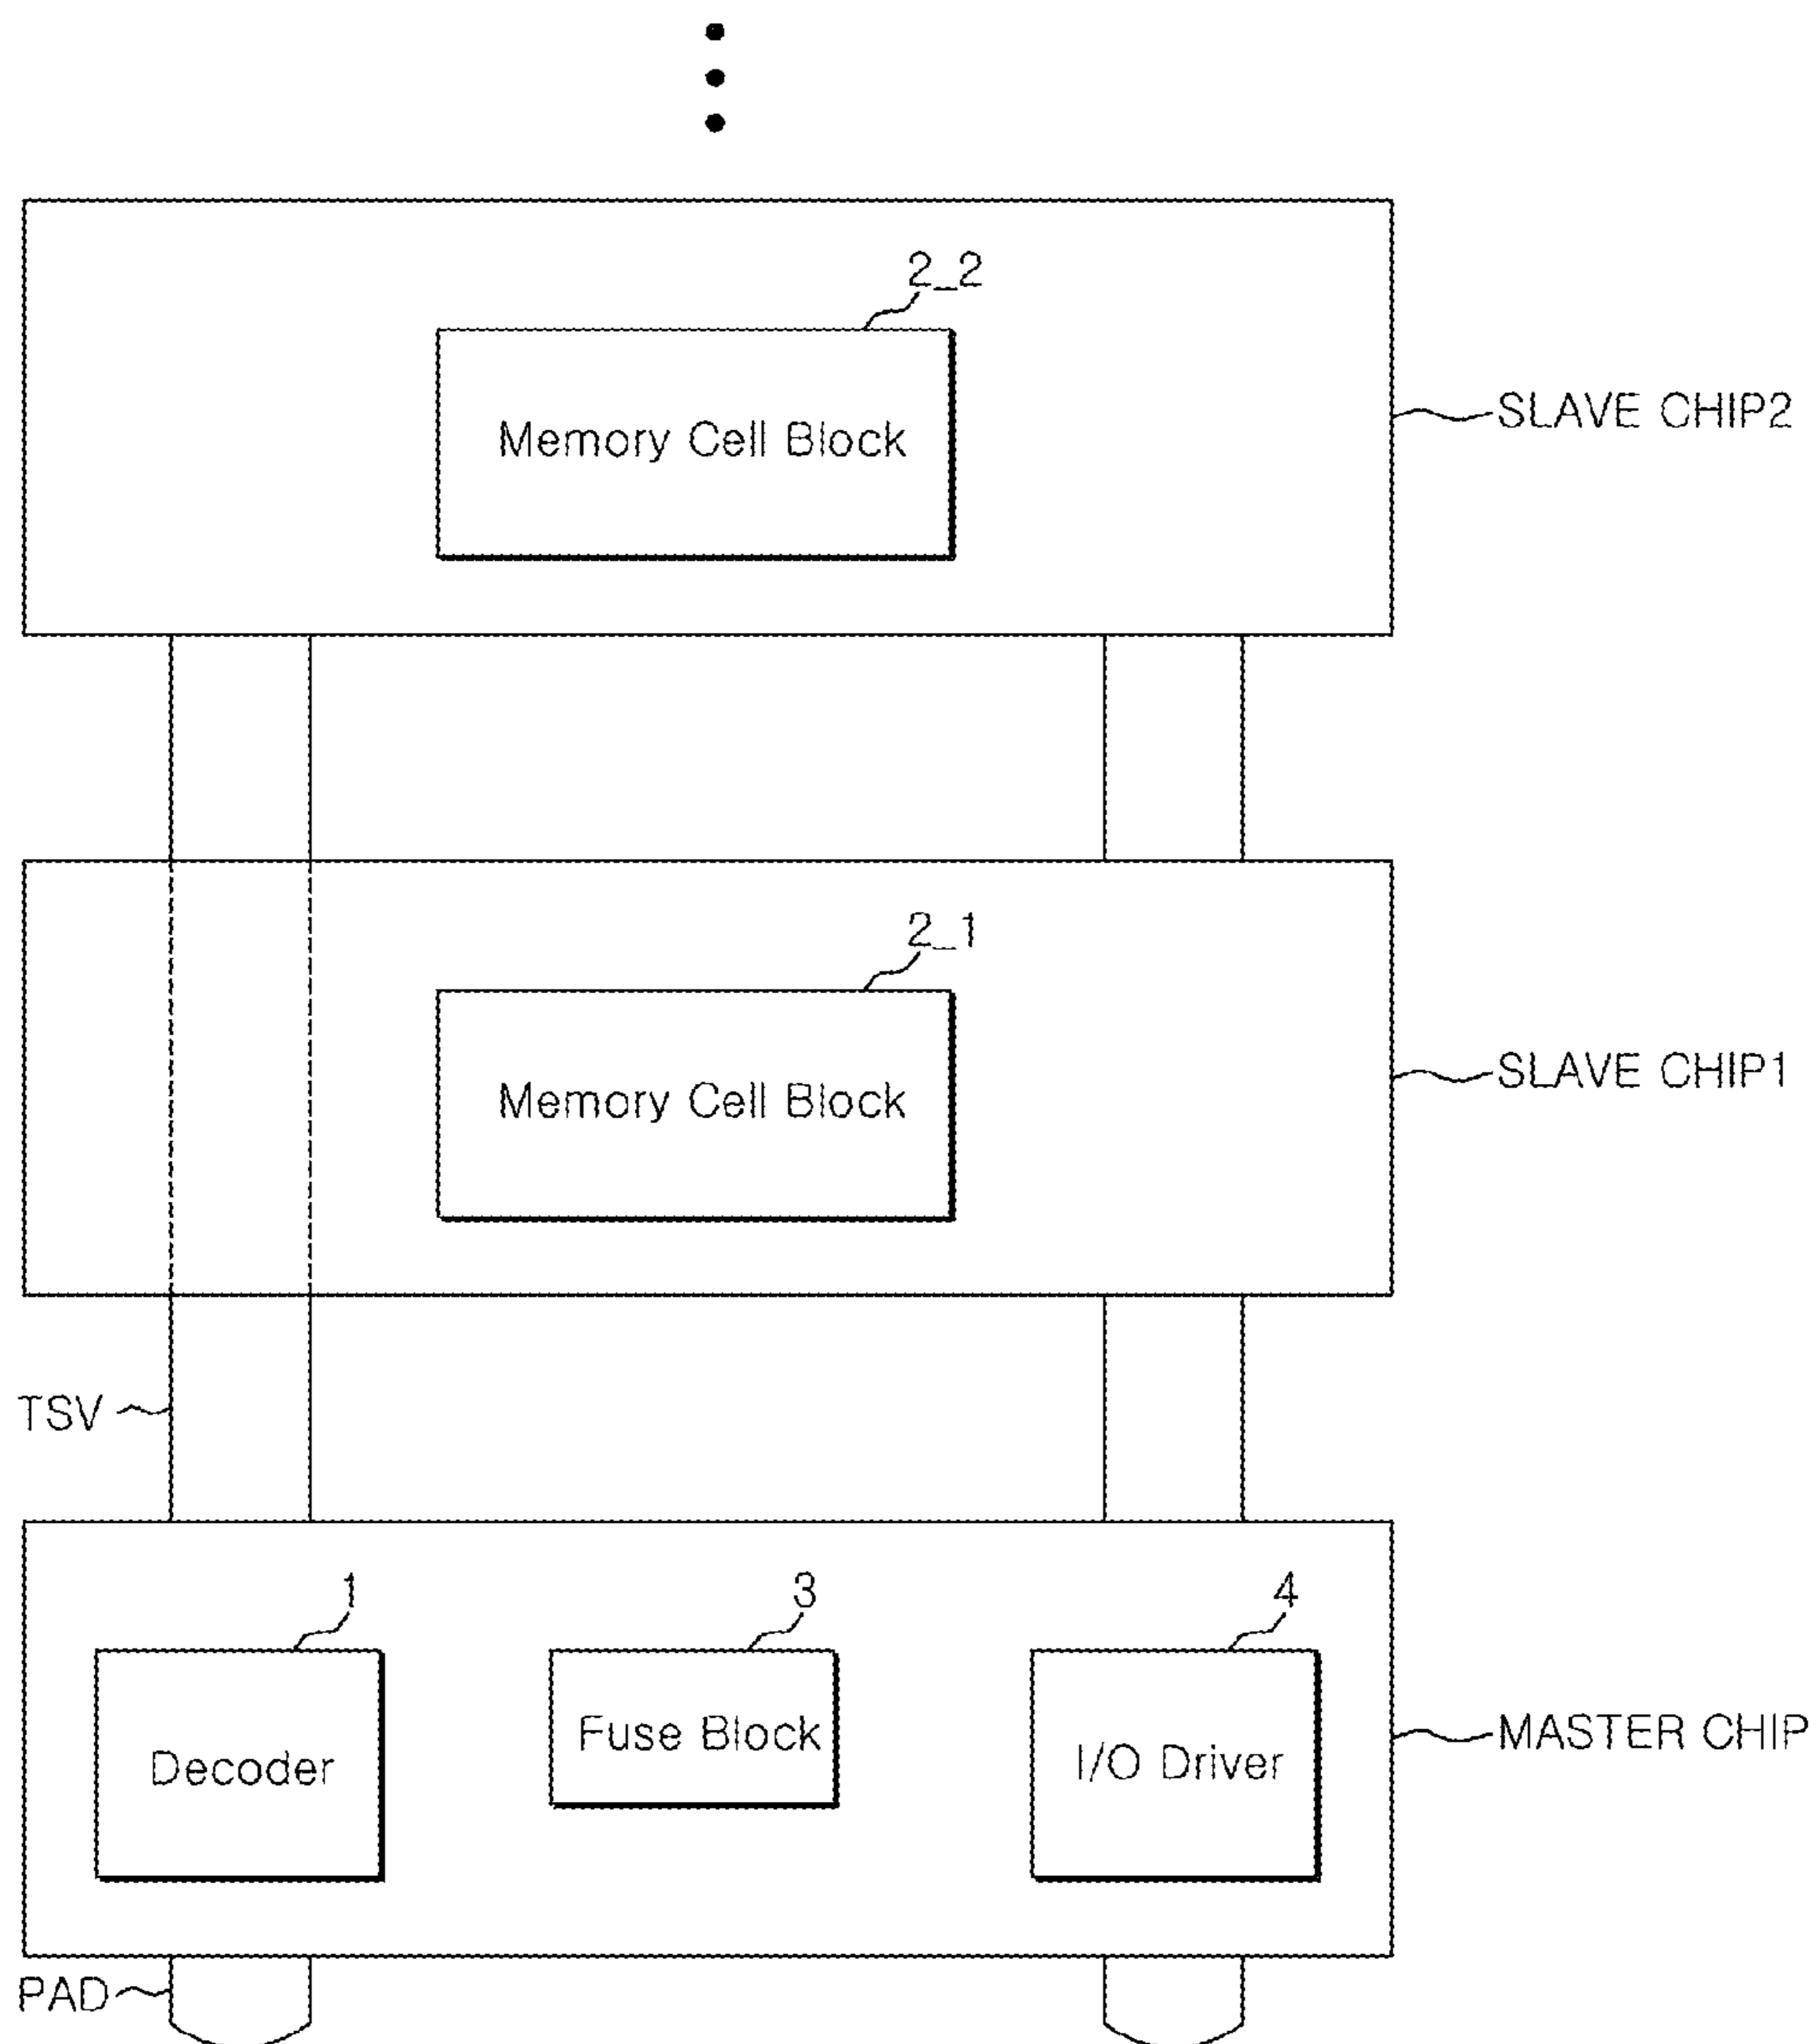 2_2
Memory Cell Block
SLAVE CHIP2
2_1
Memory Cell Block
SLAVE CHIP1
TSV
1
3
4
Decoder
Fuse Block
I/O Driver
MASTER CHIP
PAD